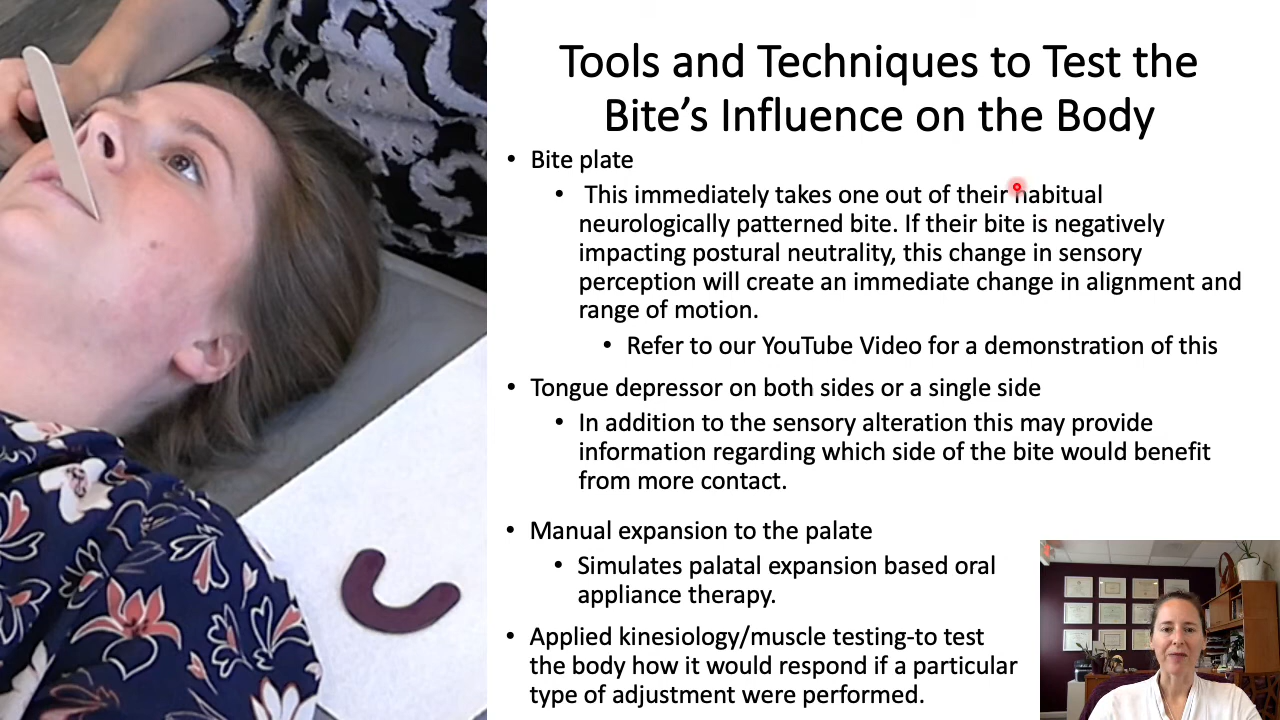 Tools and Techniques to Test the
Bite’s Influence on the Body
• Bite plate
• This immediately takes one out of their habitual
neurologically patterned bite. If their bite is negatively
impacting postural neutrality, this change in sensory
perception will create an immediate change in alignment and
range of motion.
• Refer to our YouTube Video for a demonstration of this
• Tongue depressor on both sides or a single side
• In addition to the sensory alteration this may provide
information regarding which side of the bite would benefit
from more contact.
• Manual expansion to the palate
• Simulates palatal expansion based oral
appliance therapy.
• Applied kinesiology/muscle testing-to test
the body how it would respond if a particular
type of adjustment were performed.